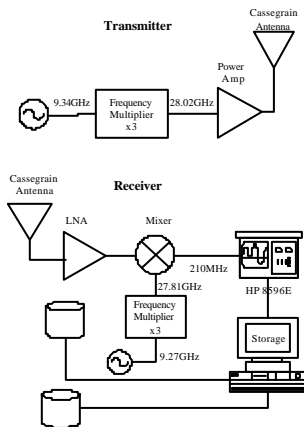 Transmitter
Cassegrain
Antenna
Power
Amp
9.34GHz
Frequency
Multiplier
x3
28.02GHz
Cassegrain
Antenna
Receiver
LNA
Mixer
210MHz
27.81GHz
HP 8596E
Frequency
Multiplier
x3
Storage
9.27GHz